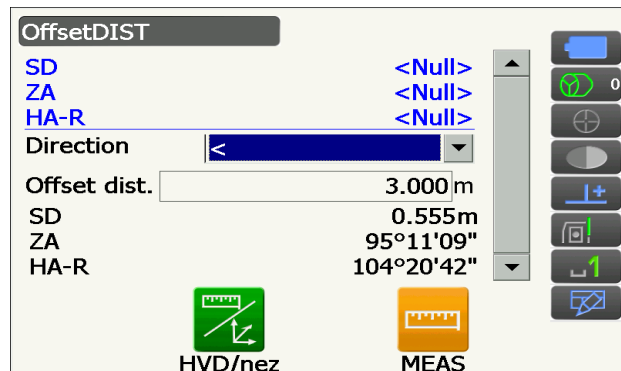 OffsetDIST
SD <Null>
ZA <Null>
HA-R <Null>
Direction <
Offset dist. 3.000 m
SD 0.555m
ZA 95°11'09"
HA-R 104°20'42"
HVD/nez MEAS
0
1